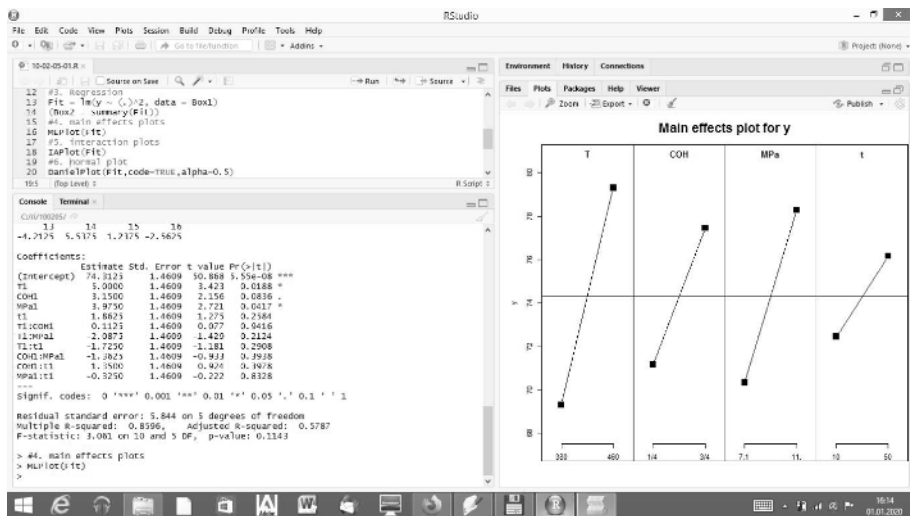 RStudio
File Edit Code View Plots Session Build Debug Profile Tools Help
Go to file/function Addins
Project: (None)
10-02-05-01.R
Source on Save Run Source
12 #3. Regression
13 Fit = lm(y ~ (.)^2, data = Box1)
14 (Box2 = summary(Fit))
15 #4. main effects plots
16 MEPlot(Fit)
17 #5. interaction plots
18 IAPlot(Fit)
19 #6. normal plot
20 DanielPlot(Fit,code=TRUE,alpha=0.5)
19:5 (Top Level) R Script
Console Terminal
13 14 15 16
-4.2125 5.5375 1.2375 -2.5625
Coefficients:
Estimate Std. Error t value Pr(>|t|)
(Intercept) 74.3125 1.4609 50.868 5.55e-08 ***
T1 5.0000 1.4609 3.423 0.0188 *
COH1 3.1500 1.4609 2.156 0.0836 .
MPa1 3.9750 1.4609 2.721 0.0417 *
t1 1.8625 1.4609 1.275 0.2584
T1:COH1 0.1125 1.4609 0.077 0.9416
T1:MPa1 -2.0875 1.4609 -1.429 0.2124
T1:t1 -1.7250 1.4609 -1.181 0.2908
COH1:MPa1 -1.3625 1.4609 -0.933 0.3938
COH1:t1 1.3500 1.4609 0.924 0.3978
MPa1:t1 -0.3250 1.4609 -0.222 0.8328
---
Signif. codes: 0 '***' 0.001 '**' 0.01 '*' 0.05 '.' 0.1 ' ' 1
Residual standard error: 5.844 on 5 degrees of freedom
Multiple R-squared: 0.8596, Adjusted R-squared: 0.5787
F-statistic: 3.061 on 10 and 5 DF, p-value: 0.1143
> #4. main effects plots
> MEPlot(Fit)
>
Environment History Connections
Files Plots Packages Help Viewer
Zoom Export Publish
Main effects plot for y
T COH MPa t
80
78
76
y
74
72
70
68
380 460 1/4 3/4 7.1 11. 10 50
16:14
01.01.2020